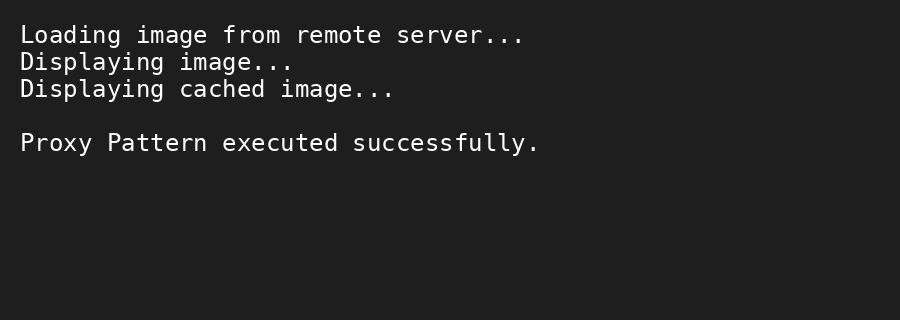 Loading image from remote server...
Displaying image...
Displaying cached image...
Proxy Pattern executed successfully.